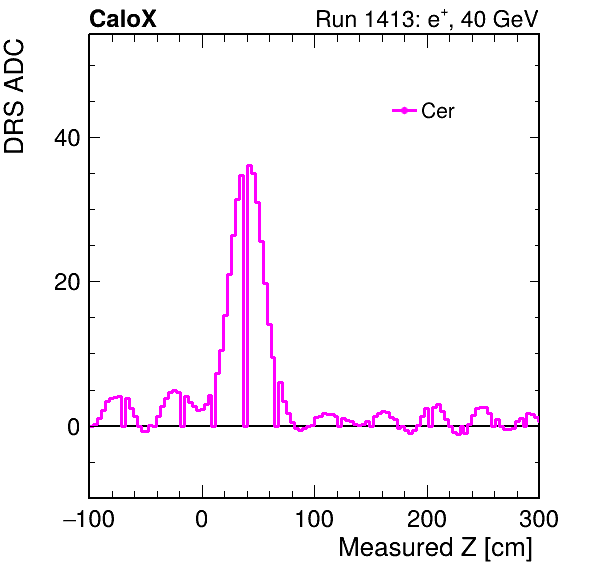 CaloX Run 1413: e⁺, 40 GeV
DRS ADC
Cer
40
20
0
−100 0 100 200 300
Measured Z [cm]